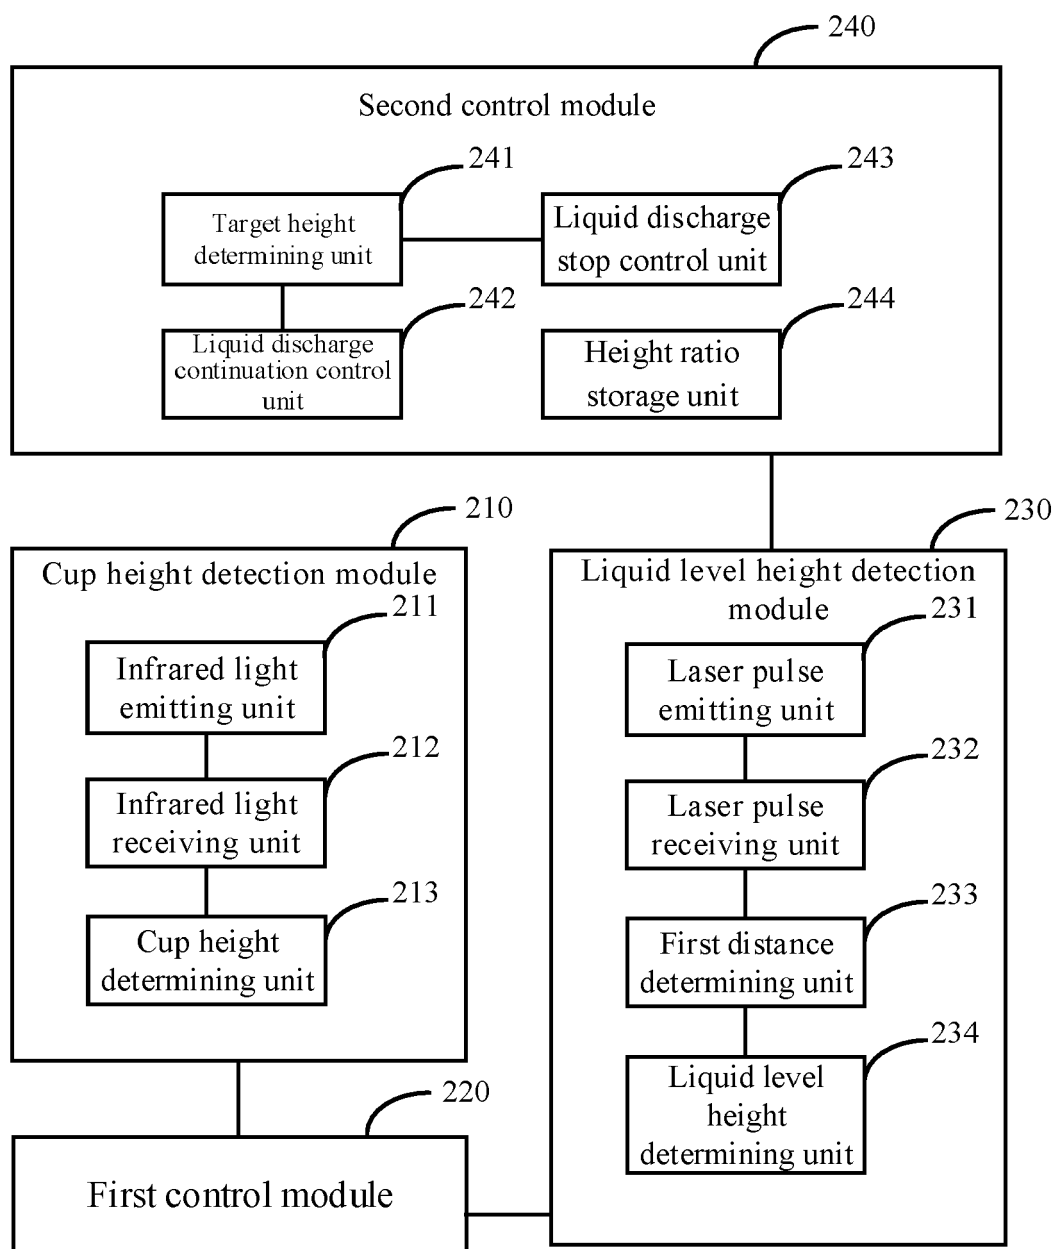 240
Second control module
241
243
Target height
determining unit
Liquid discharge
stop control unit
242
244
Liquid discharge
continuation control
unit
Height ratio
storage unit
210
230
Cup height detection module
Liquid level height detection
module
211
231
Infrared light
emitting unit
Laser pulse
emitting unit
212
232
Infrared light
receiving unit
Laser pulse
receiving unit
213
233
Cup height
determining unit
First distance
determining unit
234
Liquid level
height
determining unit
220
First control module